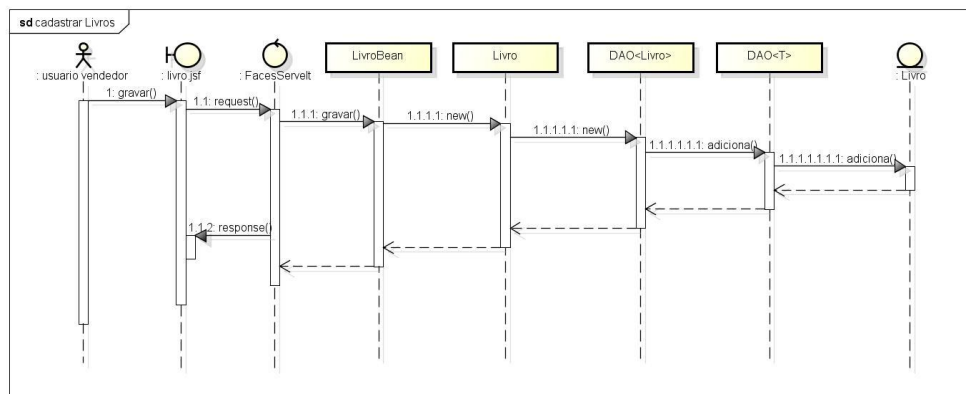 sd cadastrar Livros
: usuario vendedor
: livro.jsf
: FacesServelt
LivroBean
Livro
DAO<Livro>
DAO<T>
: Livro
1: gravar()
1.1: request()
1.1.1: gravar()
1.1.1.1: new()
1.1.1.1.1: new()
1.1.1.1.1.1: adiciona()
1.1.1.1.1.1.1: adiciona()
1.1.2: response()